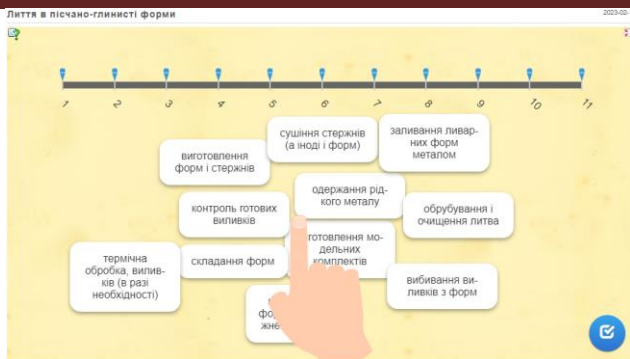 Лиття в пісчано-глинисті форми
2023-02-
1 2 3 4 5 6 7 8 9 10 11
сушіння стержнів
(а іноді і форм)
заливання ливар-
них форм
металом
виготовлення
форм і стержнів
одержання рід-
кого металу
контроль готових
виливків
обрубування і
очищення литва
готовлення мо-
дельних
комплектів
термічна
обробка, вилив-
ків (в разі
необхідності)
складання форм
вибивання ви-
ливків з форм